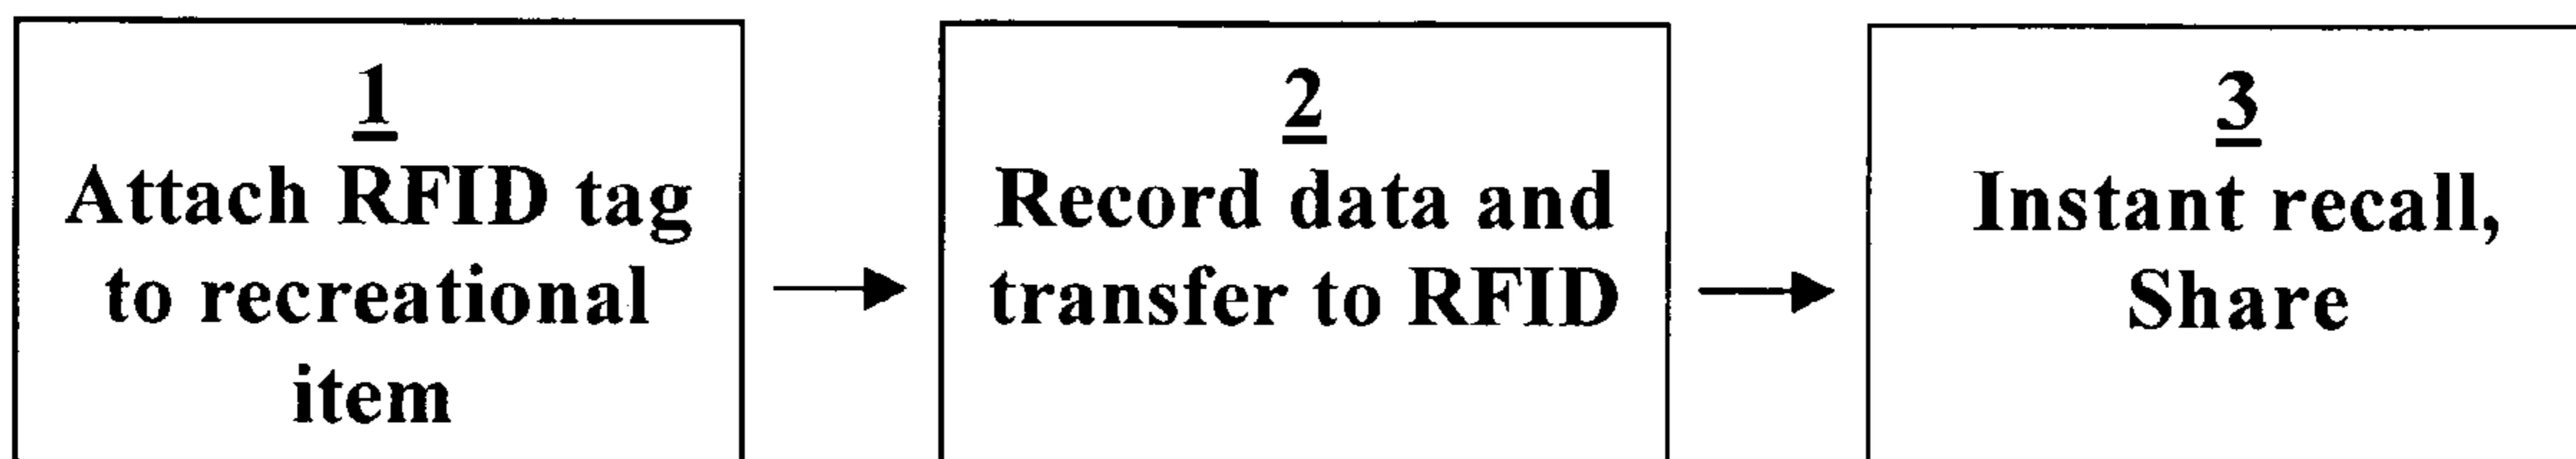 1
Attach RFID tag
to recreational
item
2
Record data and
transfer to RFID
3
Instant recall,
Share